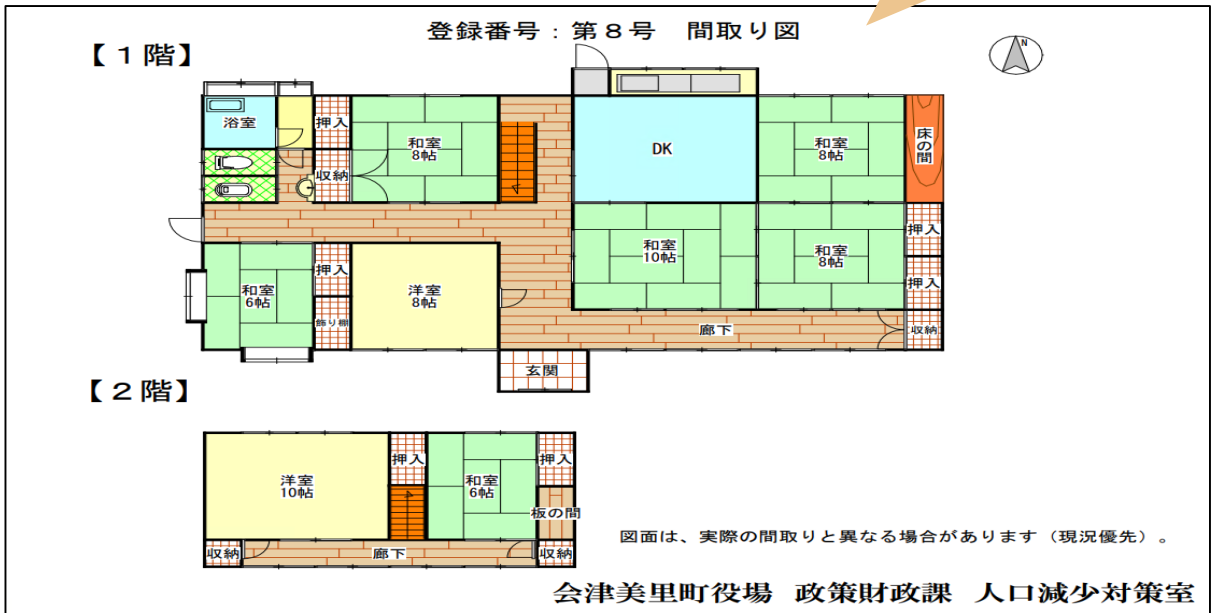 登録番号：第８号　間取り図
【１階】
N
浴室
押入
和室
8帖
DK
和室
8帖
床の間
収納
和室
10帖
和室
8帖
押入
押入
和室
6帖
押入
飾り棚
洋室
8帖
廊下
収納
玄関
【２階】
洋室
10帖
押入
和室
6帖
押入
板の間
収納
廊下
収納
図面は、実際の間取りと異なる場合があります（現況優先）。
会津美里町役場　政策財政課　人口減少対策室